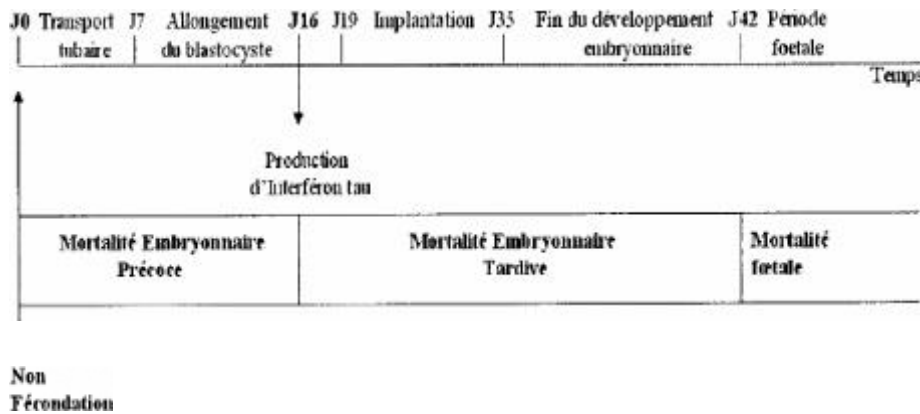 J0 Transport J7 Allongement J16 J19 Implantation J35 Fin du développement J42 Période
tubaire du blastocyste embryonnaire foetale
Temps
Production
d'Interféron tau
Mortalité Embryonnaire Mortalité Embryonnaire Mortalité
Précoce Tardive fœtale
Non
Fécondation